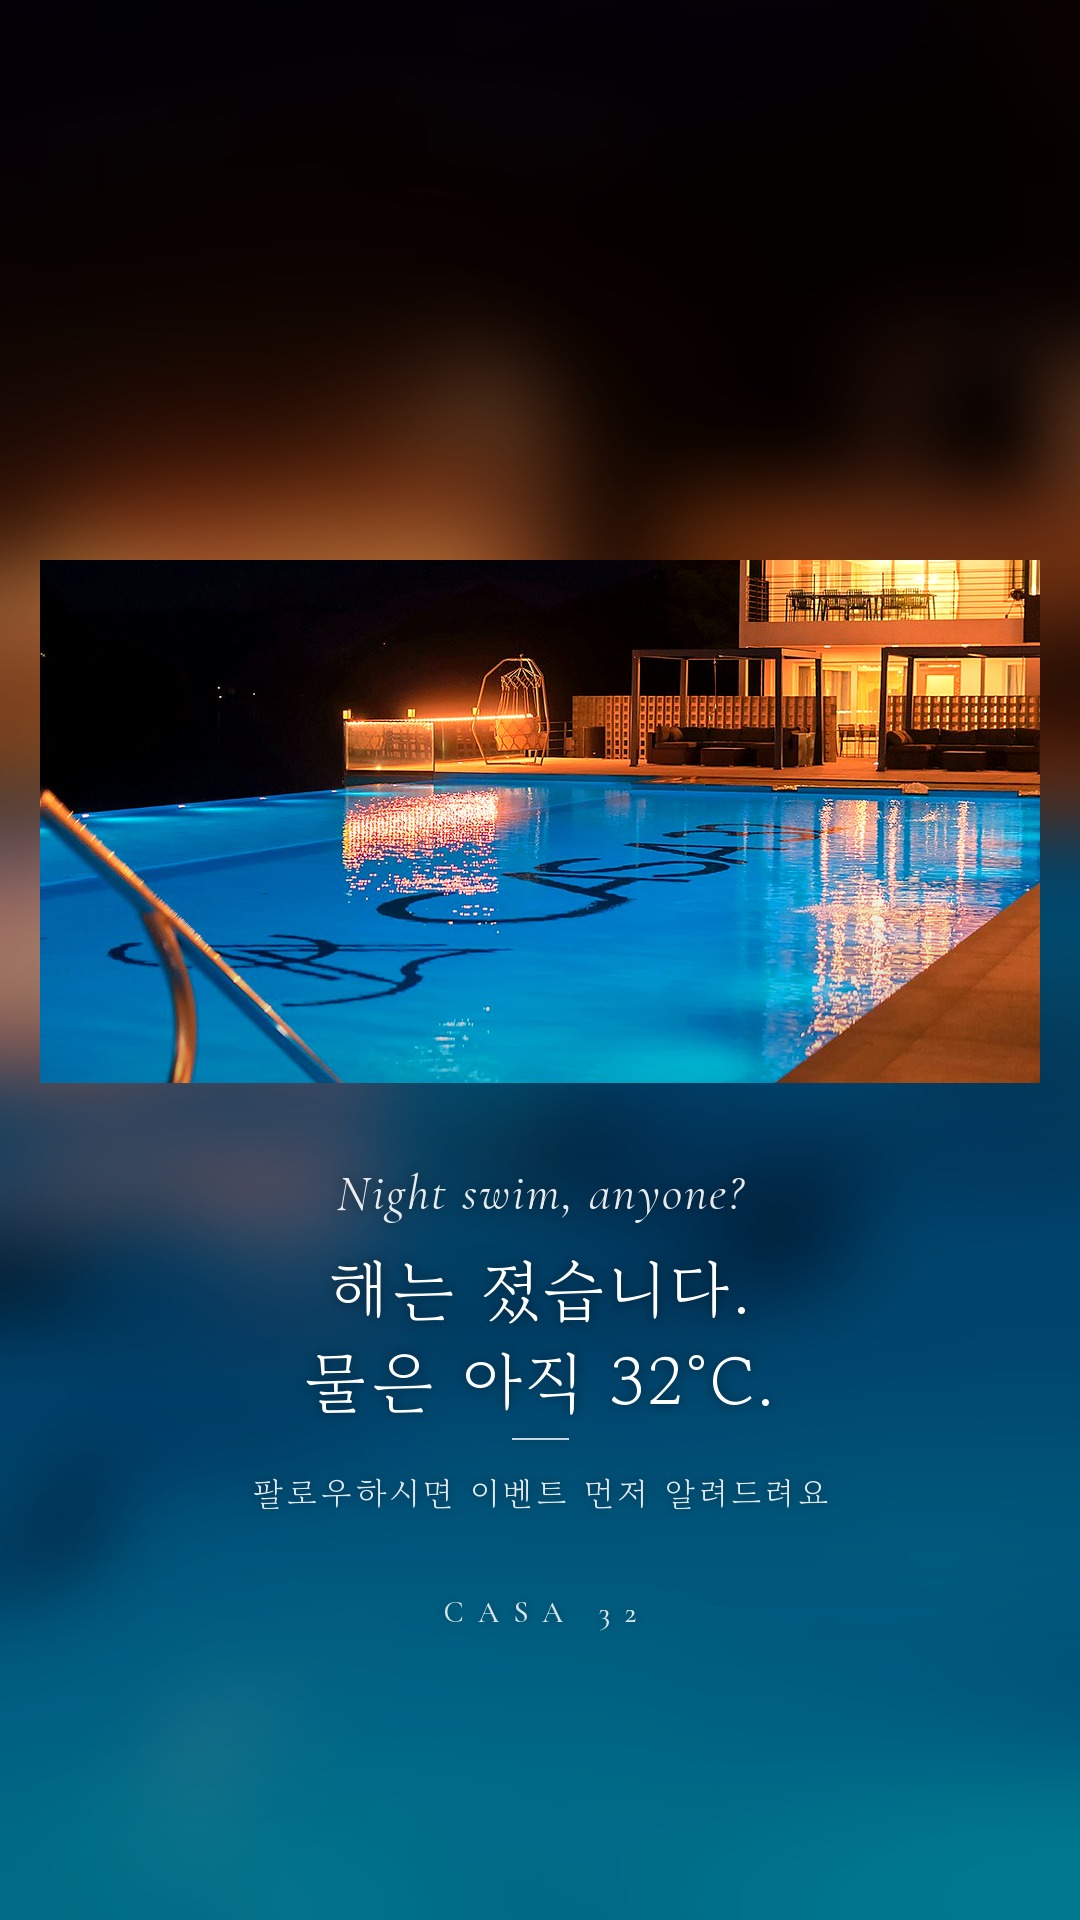 CASA32
Night swim, anyone?
해는 졌습니다.
물은 아직 32°C.
팔로우하시면 이벤트 먼저 알려드려요
CASA 32